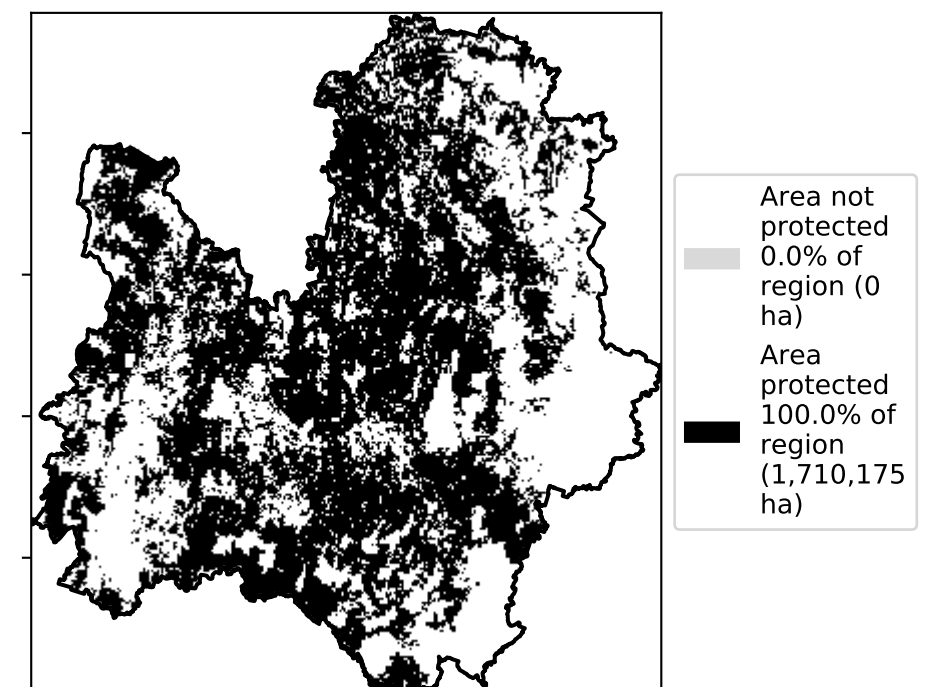 Area not
protected
0.0% of
region (0
ha)
Area
protected
100.0% of
region
(1,710,175
ha)